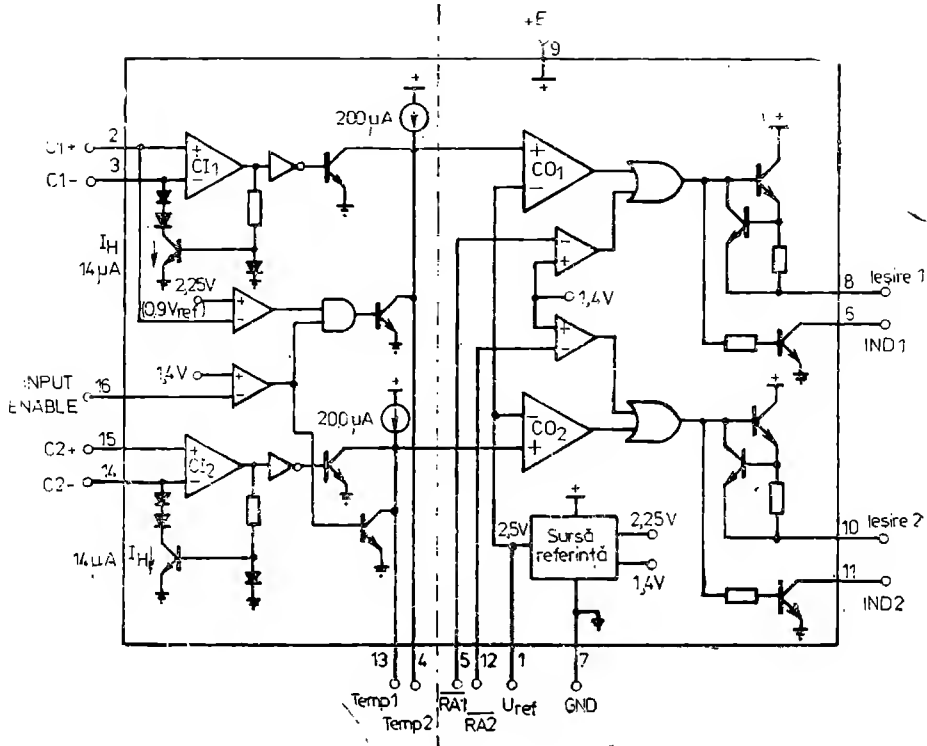 +E
9
+
+
200µA
C1+
2
3
C1-
+
-
CI1
+
-
CO1
+
IH
14µA
2,25V
(0,9Vref)
+
-
-
+
1,4V
8
Ieşire 1
6
IND1
1,4V
+
-
+
-
INPUT
ENABLE
16
+
200µA
+
C2+
15
14
C2-
+
-
CI2
-
CO2
+
14µA
IH
2,5V
+
Sursă
referinţă
2,25V
1,4V
10
Ieşire 2
11
IND2
13
4
5
12
1
7
Temp1
Temp2
RA1
RA2
Uref
GND